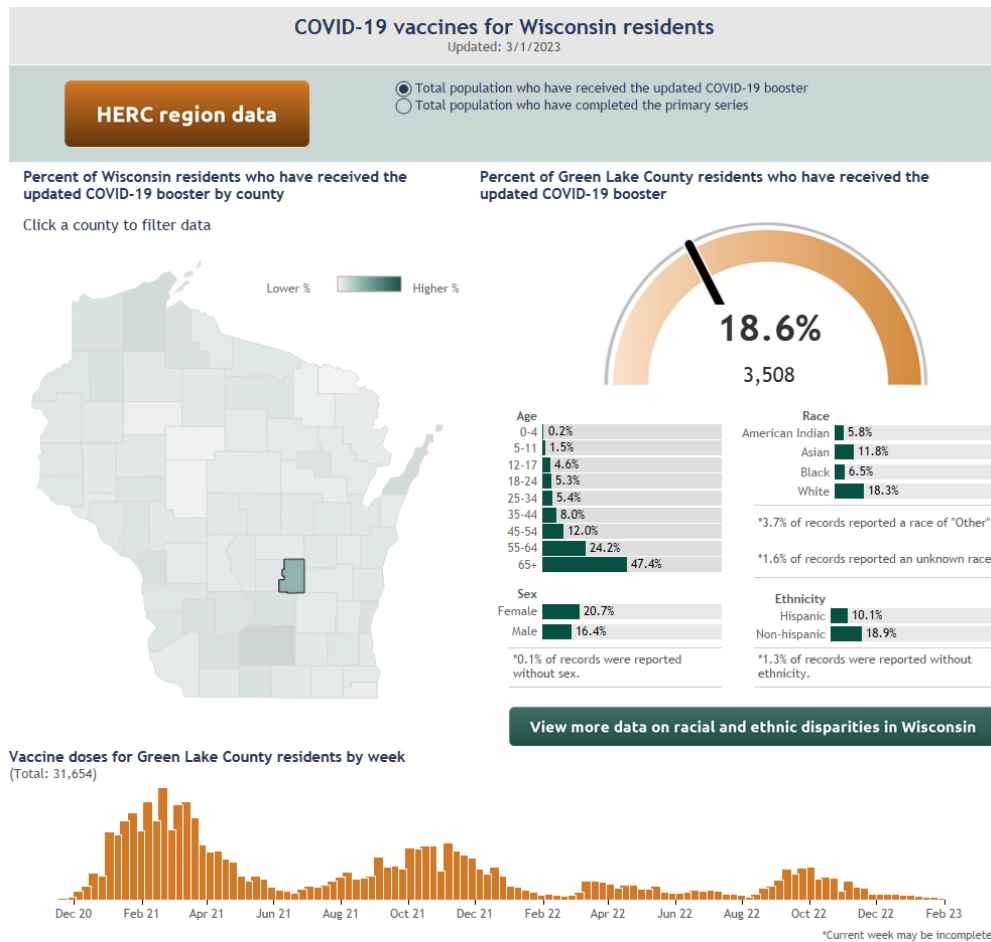 COVID-19 vaccines for Wisconsin residents
Updated: 3/1/2023
HERC region data
Total population who have received the updated COVID-19 booster
Total population who have completed the primary series
Percent of Wisconsin residents who have received the
updated COVID-19 booster by county
Click a county to filter data
Lower %
Higher %
Percent of Green Lake County residents who have received the
updated COVID-19 booster
18.6%
3,508
Age
0-4 0.2%
5-11 1.5%
12-17 4.6%
18-24 5.3%
25-34 5.4%
35-44 8.0%
45-54 12.0%
55-64 24.2%
65+ 47.4%
Sex
Female 20.7%
Male 16.4%
*0.1% of records were reported
without sex.
Race
American Indian 5.8%
Asian 11.8%
Black 6.5%
White 18.3%
*3.7% of records reported a race of "Other"
*1.6% of records reported an unknown race
Ethnicity
Hispanic 10.1%
Non-hispanic 18.9%
*1.3% of records were reported without
ethnicity.
View more data on racial and ethnic disparities in Wisconsin
Vaccine doses for Green Lake County residents by week
(Total: 31,654)
Dec 20 Feb 21 Apr 21 Jun 21 Aug 21 Oct 21 Dec 21 Feb 22 Apr 22 Jun 22 Aug 22 Oct 22 Dec 22 Feb 23
*Current week may be incomplete